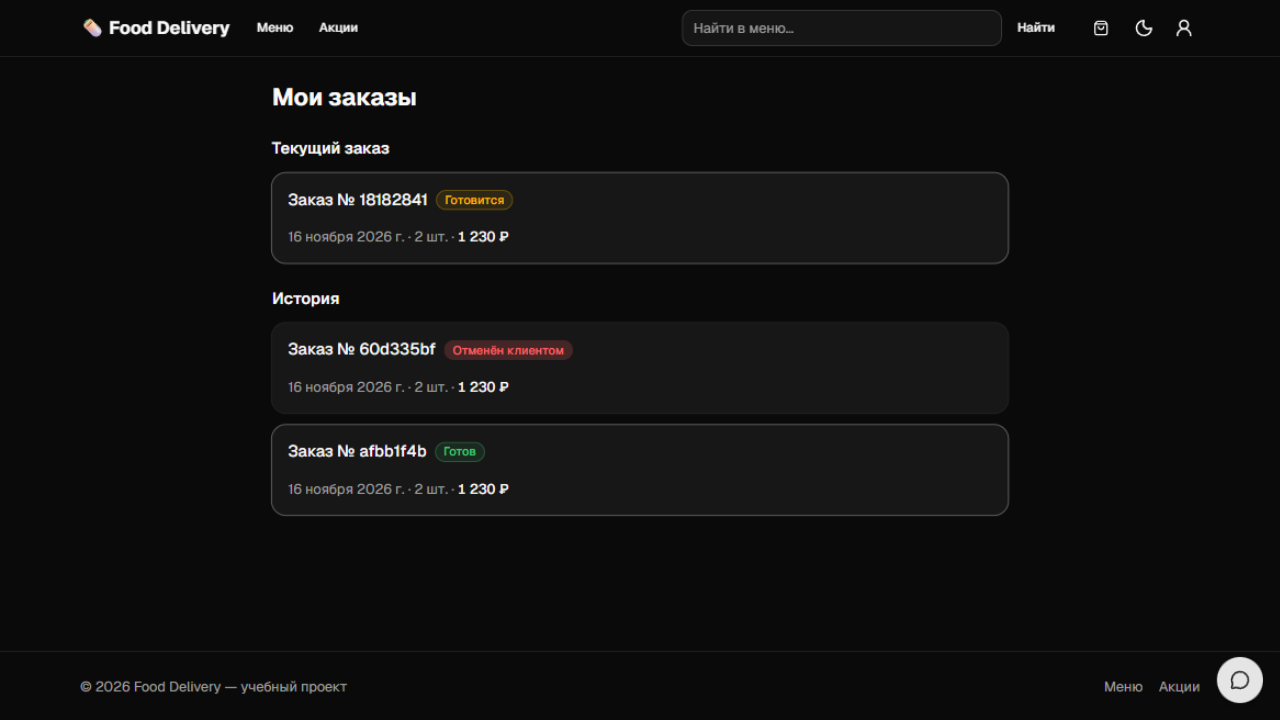 Food Delivery Меню Акции Найти в меню... Найти
Мои заказы
Текущий заказ
Заказ № 18182841 Готовится
16 ноября 2026 г. · 2 шт. · 1 230 ₽
История
Заказ № 60d335bf Отменён клиентом
16 ноября 2026 г. · 2 шт. · 1 230 ₽
Заказ № afbb1f4b Готов
16 ноября 2026 г. · 2 шт. · 1 230 ₽
© 2026 Food Delivery — учебный проект Меню Акции